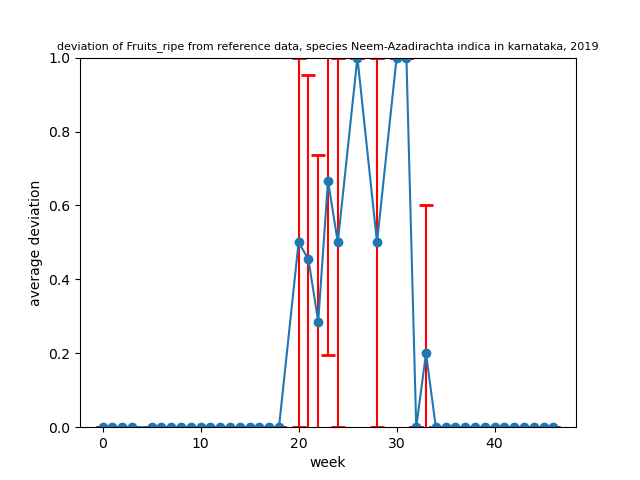 deviation of Fruits_ripe from reference data, species Neem-Azadirachta indica in karnataka, 2019
1.0
0.8
0.6
0.4
0.2
0.0
average deviation
0 10 20 30 40
week